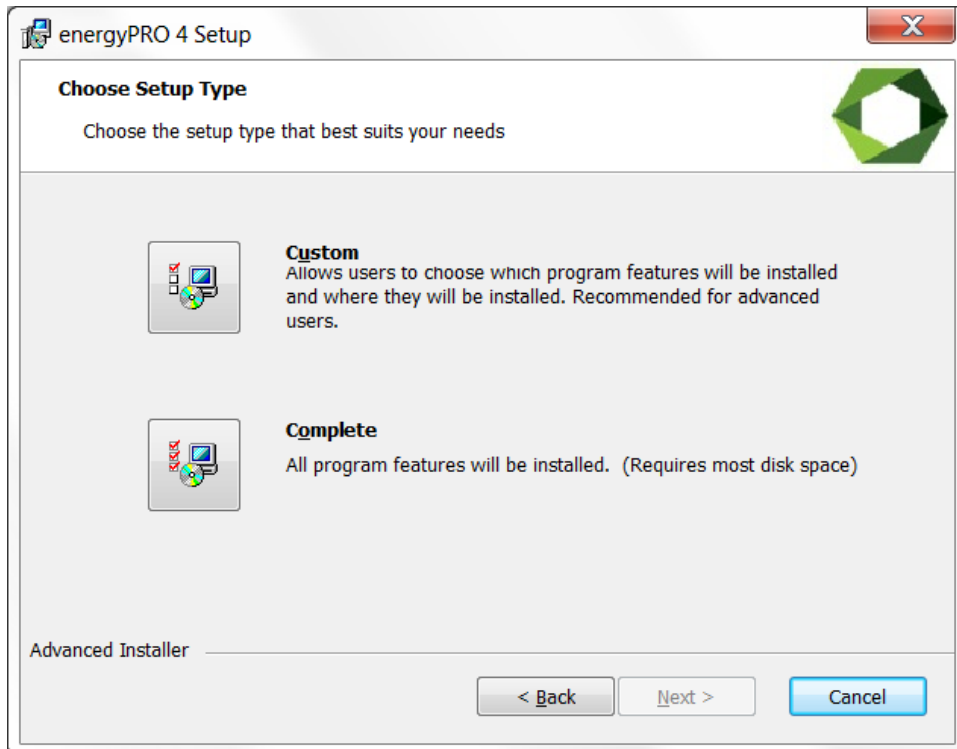 energyPRO 4 Setup
Choose Setup Type
Choose the setup type that best suits your needs
Custom
Allows users to choose which program features will be installed
and where they will be installed. Recommended for advanced
users.
Complete
All program features will be installed.  (Requires most disk space)
Advanced Installer
< Back
Next >
Cancel